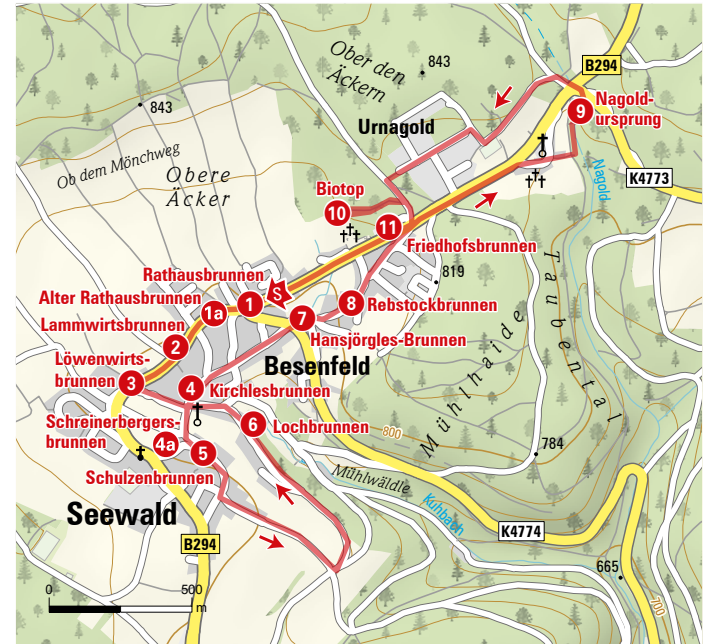 Ober den
Äckern
843
B294
843
Urnagold
9
Nagold-
ursprung
Ob dem Mönchweg
Obere
Äcker
Nagold
K4773
Biotop
10
11
Friedhofsbrunnen
Taubental
Rathausbrunnen
819
Alter Rathausbrunnen
S
1a
1
8
Rebstockbrunnen
Lammwirtsbrunnen
7
Hansjörgles-Brunnen
2
Löwenwirts-
brunnen
Besenfeld
Mühlhaide
3
4
Kirchlesbrunnen
Schreinerbergers-
brunnen
6
Lochbrunnen
4a
800
5
784
Schulzenbrunnen
Mühlwäldle
Kuhbach
Seewald
K4774
B294
665
700
0
500
m